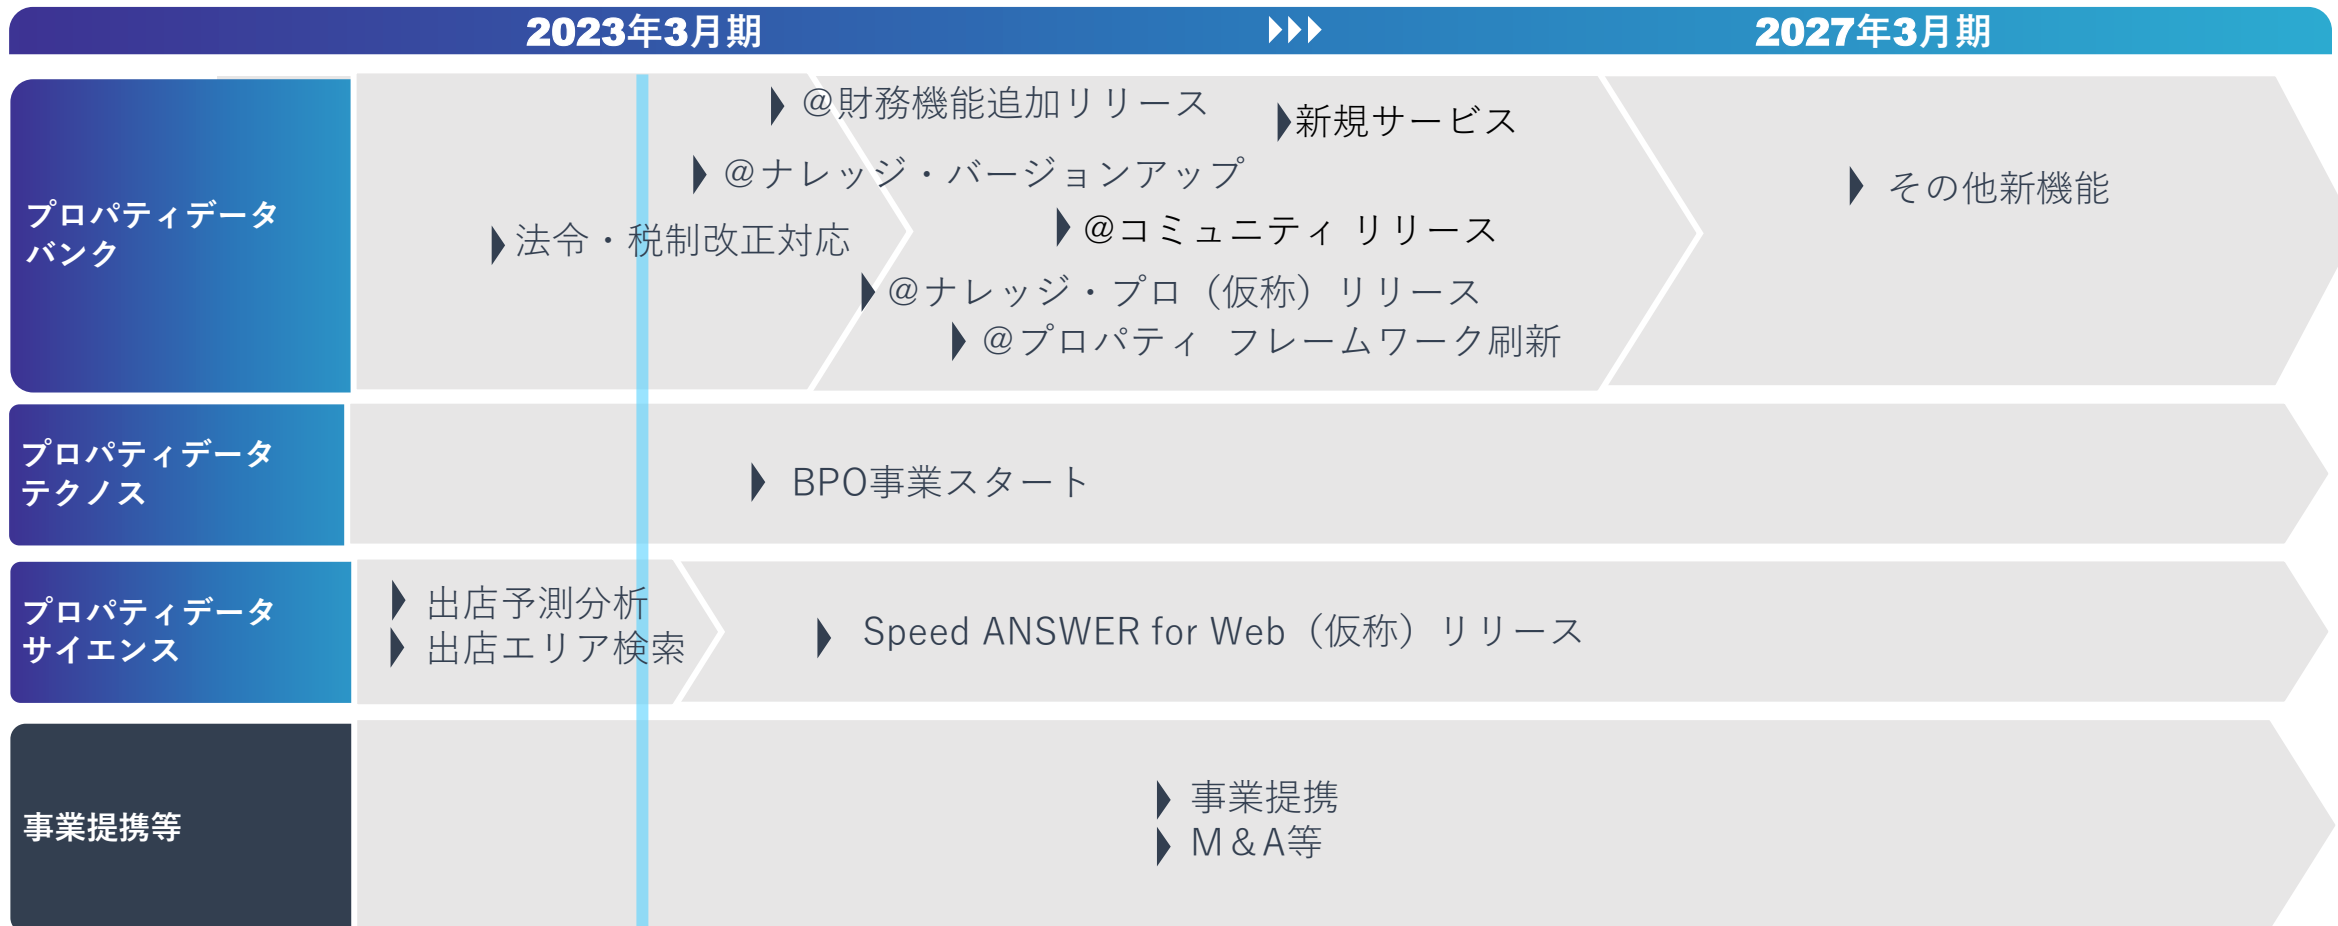 2023年3月期
2027年3月期
プロパティデータ
バンク
@財務機能追加リリース
新規サービス
@ナレッジ・バージョンアップ
その他新機能
法令・税制改正対応
@コミュニティ リリース
@ナレッジ・プロ（仮称）リリース
@プロパティ フレームワーク刷新
プロパティデータ
テクノス
BPO事業スタート
プロパティデータ
サイエンス
出店予測分析
出店エリア検索
Speed ANSWER for Web（仮称）リリース
事業提携等
事業提携
M＆A等